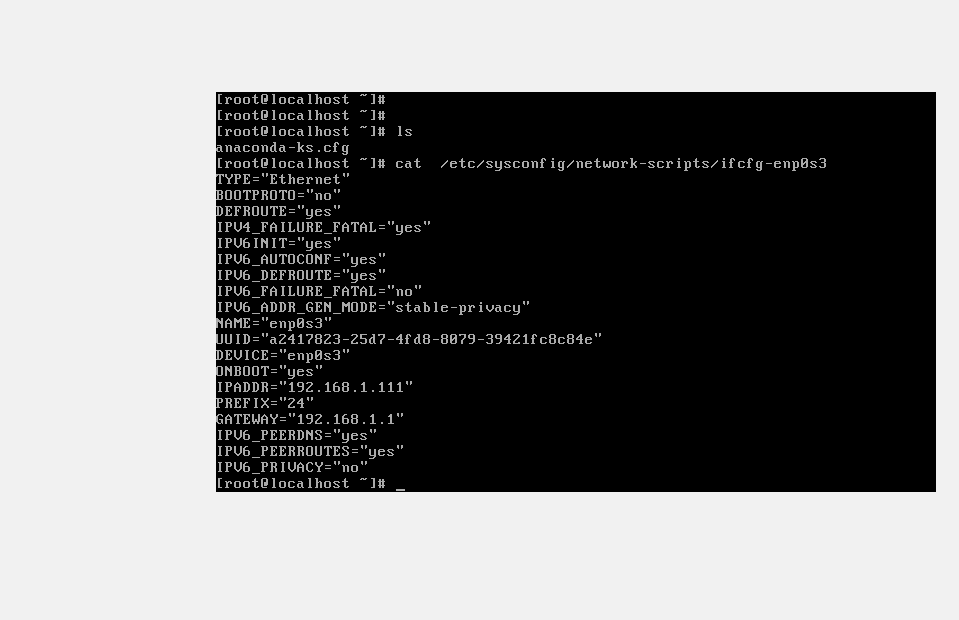 [root@localhost ~]#
[root@localhost ~]#
[root@localhost ~]# ls
anaconda-ks.cfg
[root@localhost ~]# cat  /etc/sysconfig/network-scripts/ifcfg-enp0s3
TYPE="Ethernet"
BOOTPROTO="no"
DEFROUTE="yes"
IPV4_FAILURE_FATAL="yes"
IPV6INIT="yes"
IPV6_AUTOCONF="yes"
IPV6_DEFROUTE="yes"
IPV6_FAILURE_FATAL="no"
IPV6_ADDR_GEN_MODE="stable-privacy"
NAME="enp0s3"
UUID="a2417823-25d7-4fd8-8079-39421fc8c84e"
DEVICE="enp0s3"
ONBOOT="yes"
IPADDR="192.168.1.111"
PREFIX="24"
GATEWAY="192.168.1.1"
IPV6_PEERDNS="yes"
IPV6_PEERROUTES="yes"
IPV6_PRIVACY="no"
[root@localhost ~]# _